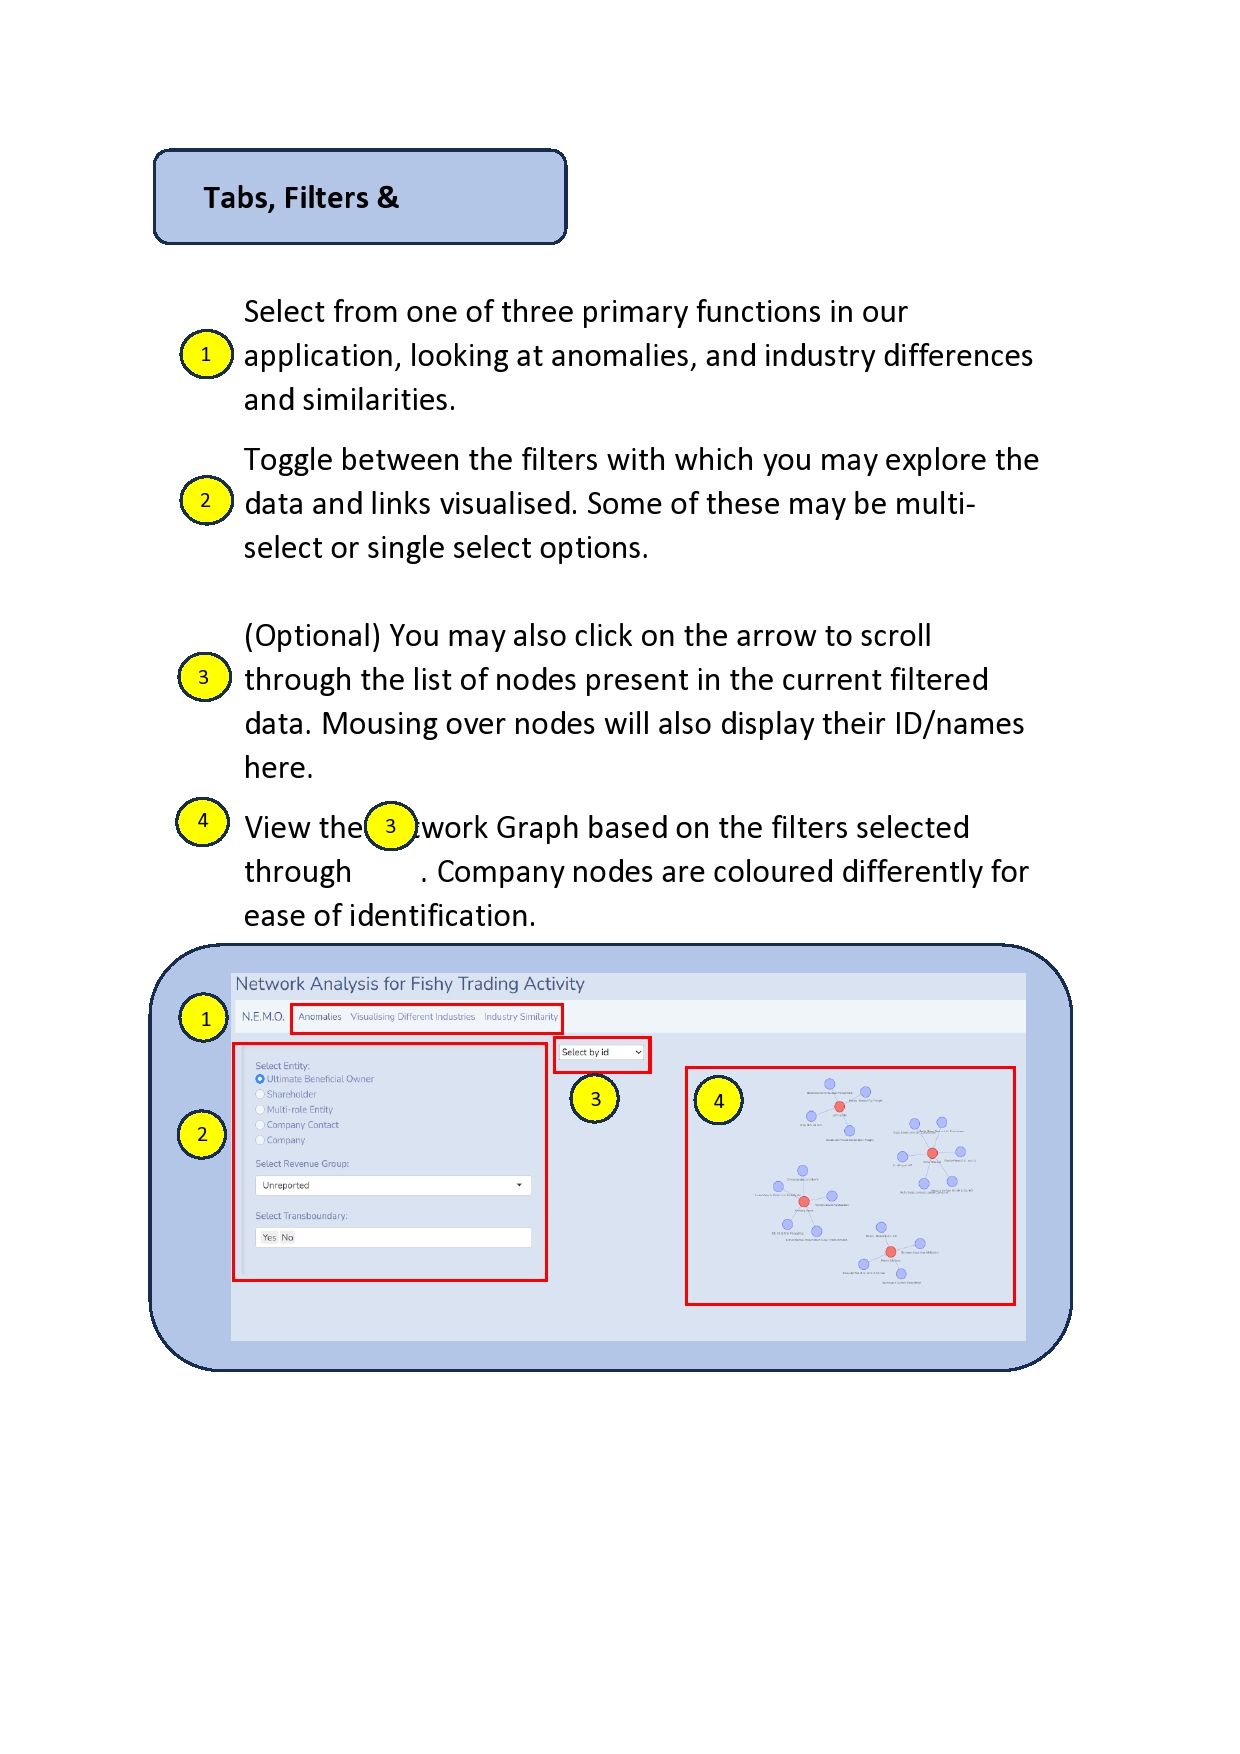 Tabs, Filters &
Select from one of three primary functions in our
1 application, looking at anomalies, and industry differences
and similarities.
Toggle between the filters with which you may explore the
2 data and links visualised. Some of these may be multi-
select or single select options.
(Optional) You may also click on the arrow to scroll
3 through the list of nodes present in the current filtered
data. Mousing over nodes will also display their ID/names
here.
4 View the 3 work Graph based on the filters selected
through . Company nodes are coloured differently for
ease of identification.
Network Analysis for Fishy Trading Activity
1 N.E.M.O. Anomalies Visualising Different Industries Industry Similarity
Select by id
3
4
2
Select Entity:
Ultimate Beneficial Owner
Shareholder
Multi-role Entity
Company Contact
Company
Select Revenue Group:
Unreported
Select Transboundary:
Yes No